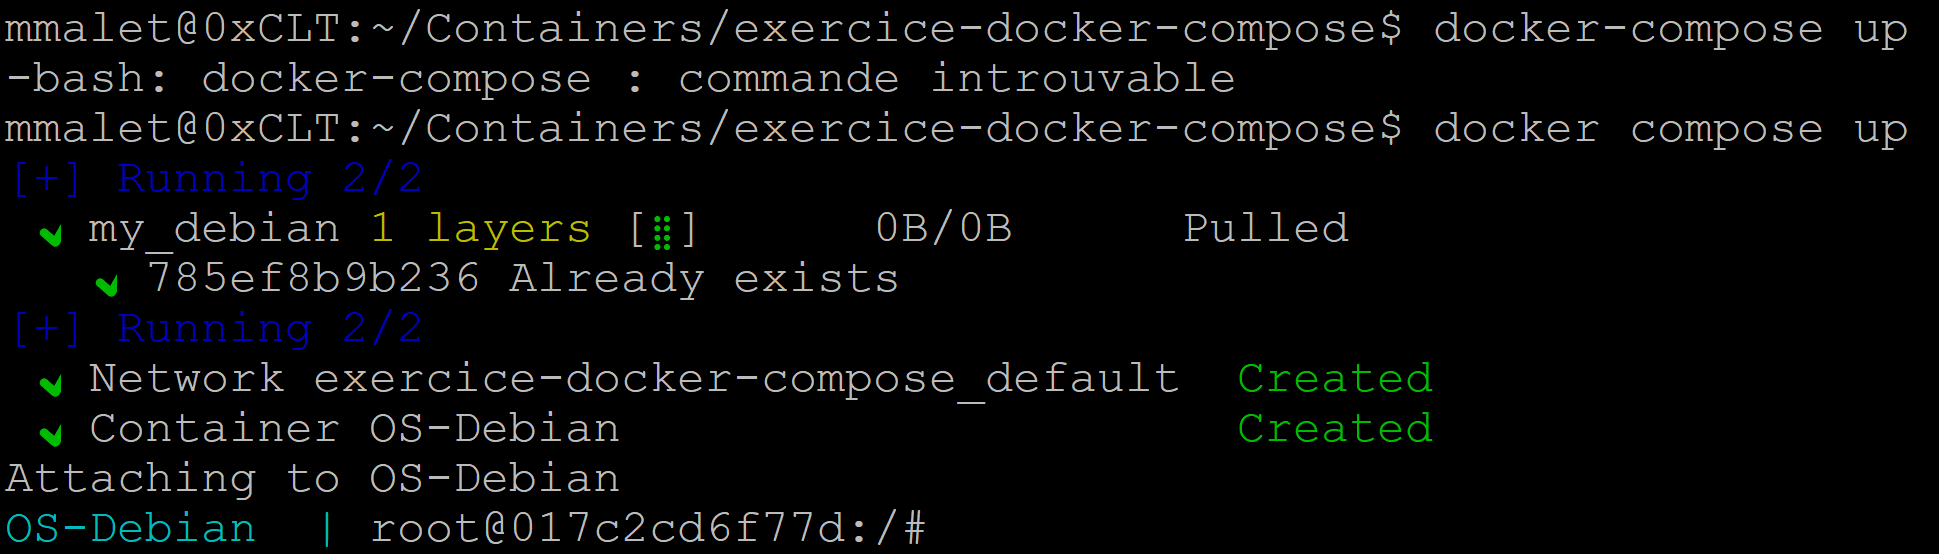 mmalet@0xCLT:~/Containers/exercice-docker-compose$ docker-compose up
-bash: docker-compose : commande introuvable
mmalet@0xCLT:~/Containers/exercice-docker-compose$ docker compose up
[+] Running 2/2
✔ my_debian 1 layers [⣿] 0B/0B Pulled
✔ 785ef8b9b236 Already exists
[+] Running 2/2
✔ Network exercice-docker-compose_default Created
✔ Container OS-Debian Created
Attaching to OS-Debian
OS-Debian | root@017c2cd6f77d:/#